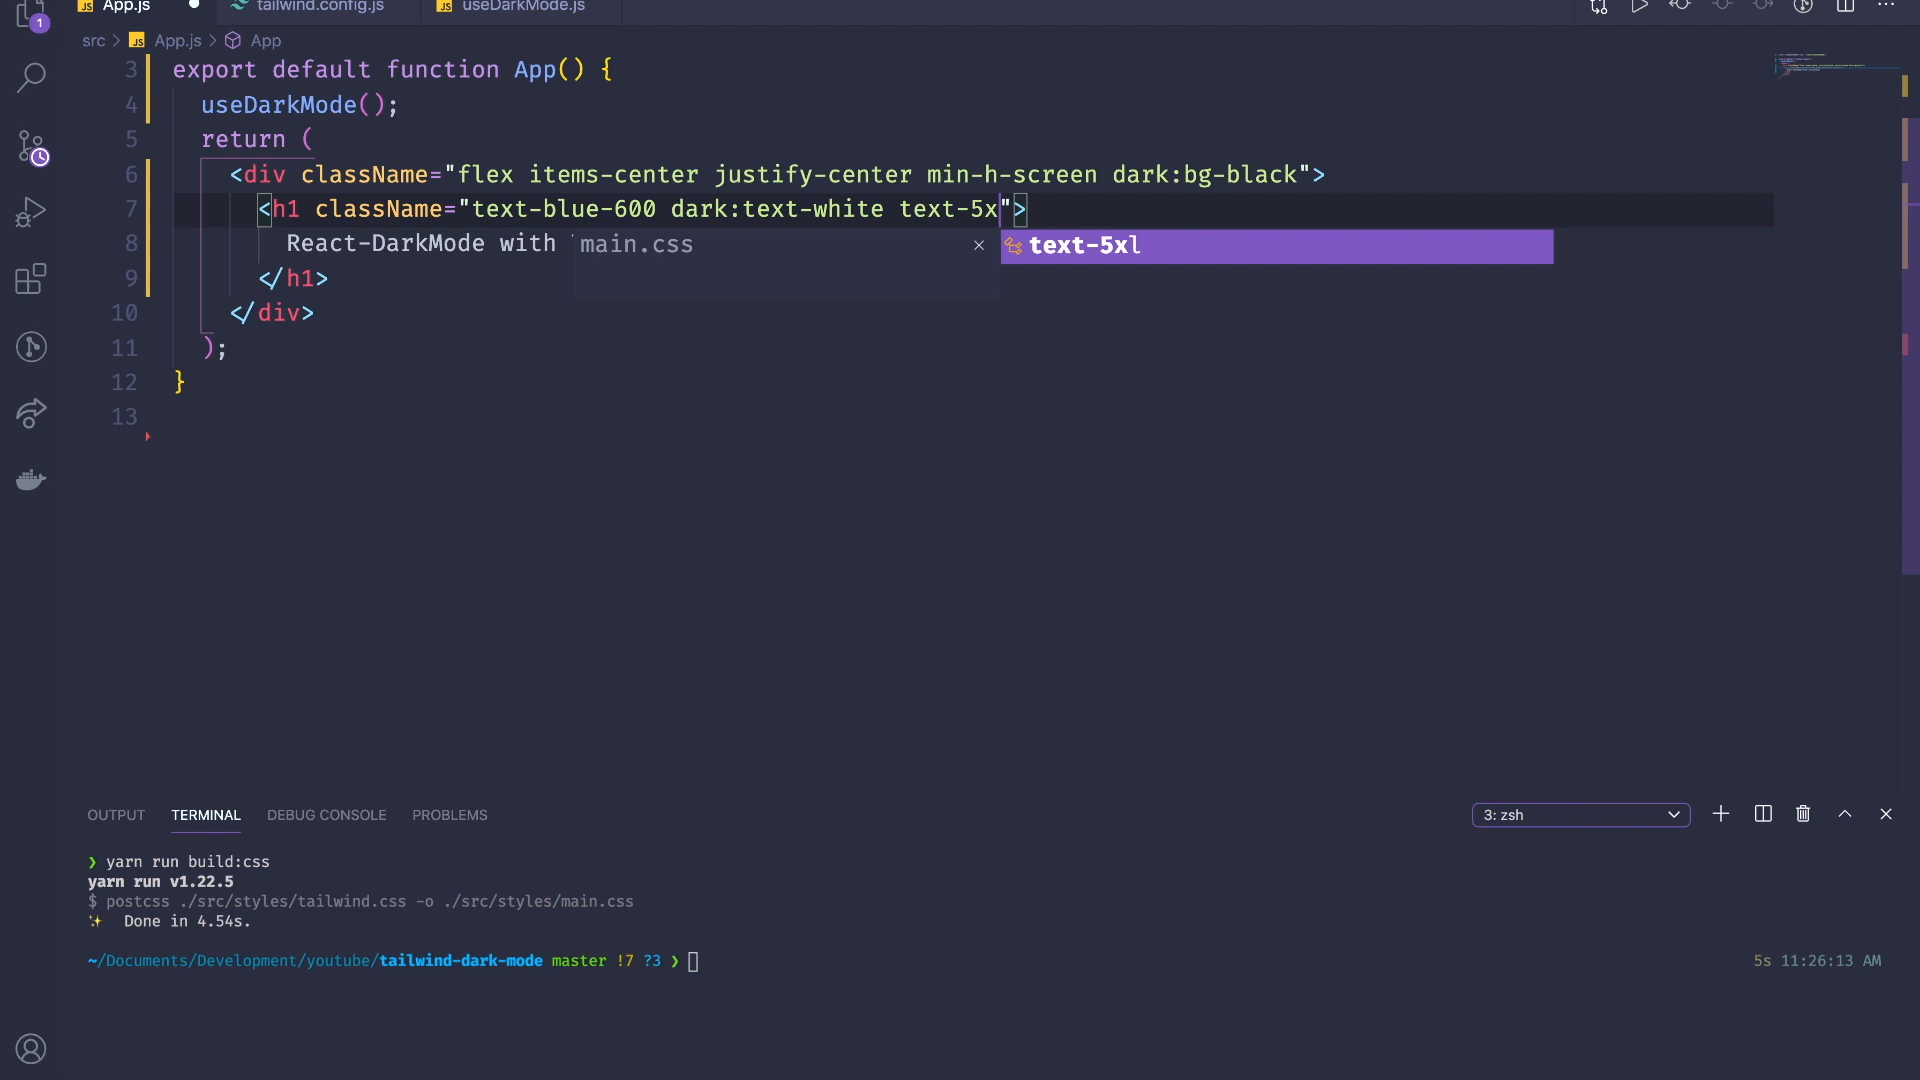 1
JS App.js
tailwind.config.js
JS useDarkMode.js
src > JS App.js > App
3 export default function App() {
4 useDarkMode();
5 return (
6 <div className="flex items-center justify-center min-h-screen dark:bg-black">
7 <h1 className="text-blue-600 dark:text-white text-5x">
8 React-DarkMode with
main.css ×
text-5xl
9 </h1>
10 </div>
11 );
12 }
13
OUTPUT TERMINAL DEBUG CONSOLE PROBLEMS
3: zsh
❯ yarn run build:css
yarn run v1.22.5
$ postcss ./src/styles/tailwind.css -o ./src/styles/main.css
✨ Done in 4.54s.
~/Documents/Development/youtube/tailwind-dark-mode master !7 ?3 ❯
5s 11:26:13 AM